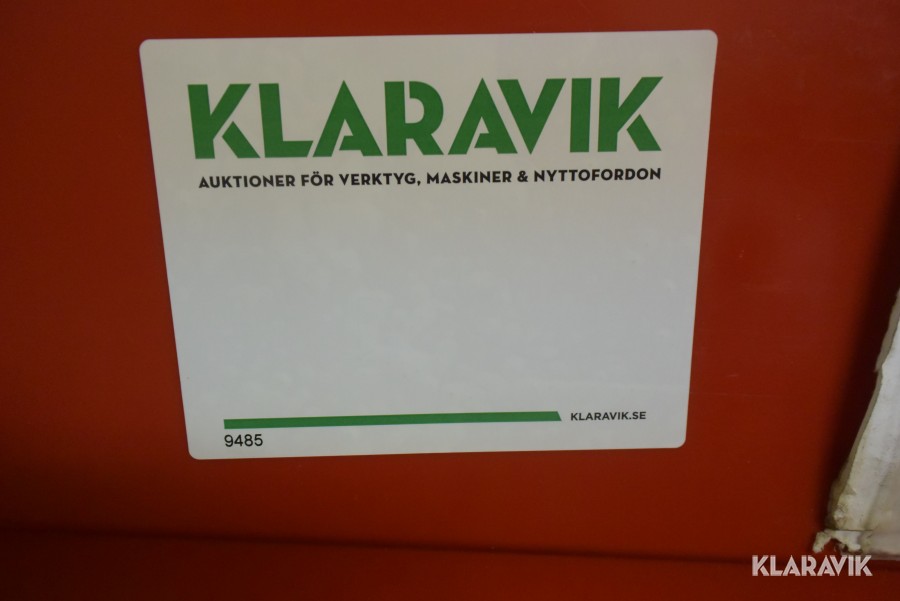 KLARAVIK
AUKTIONER FÖR VERKTYG, MASKINER & NYTTOFORDON
KLARAVIK.SE
9485
KLARAVIK